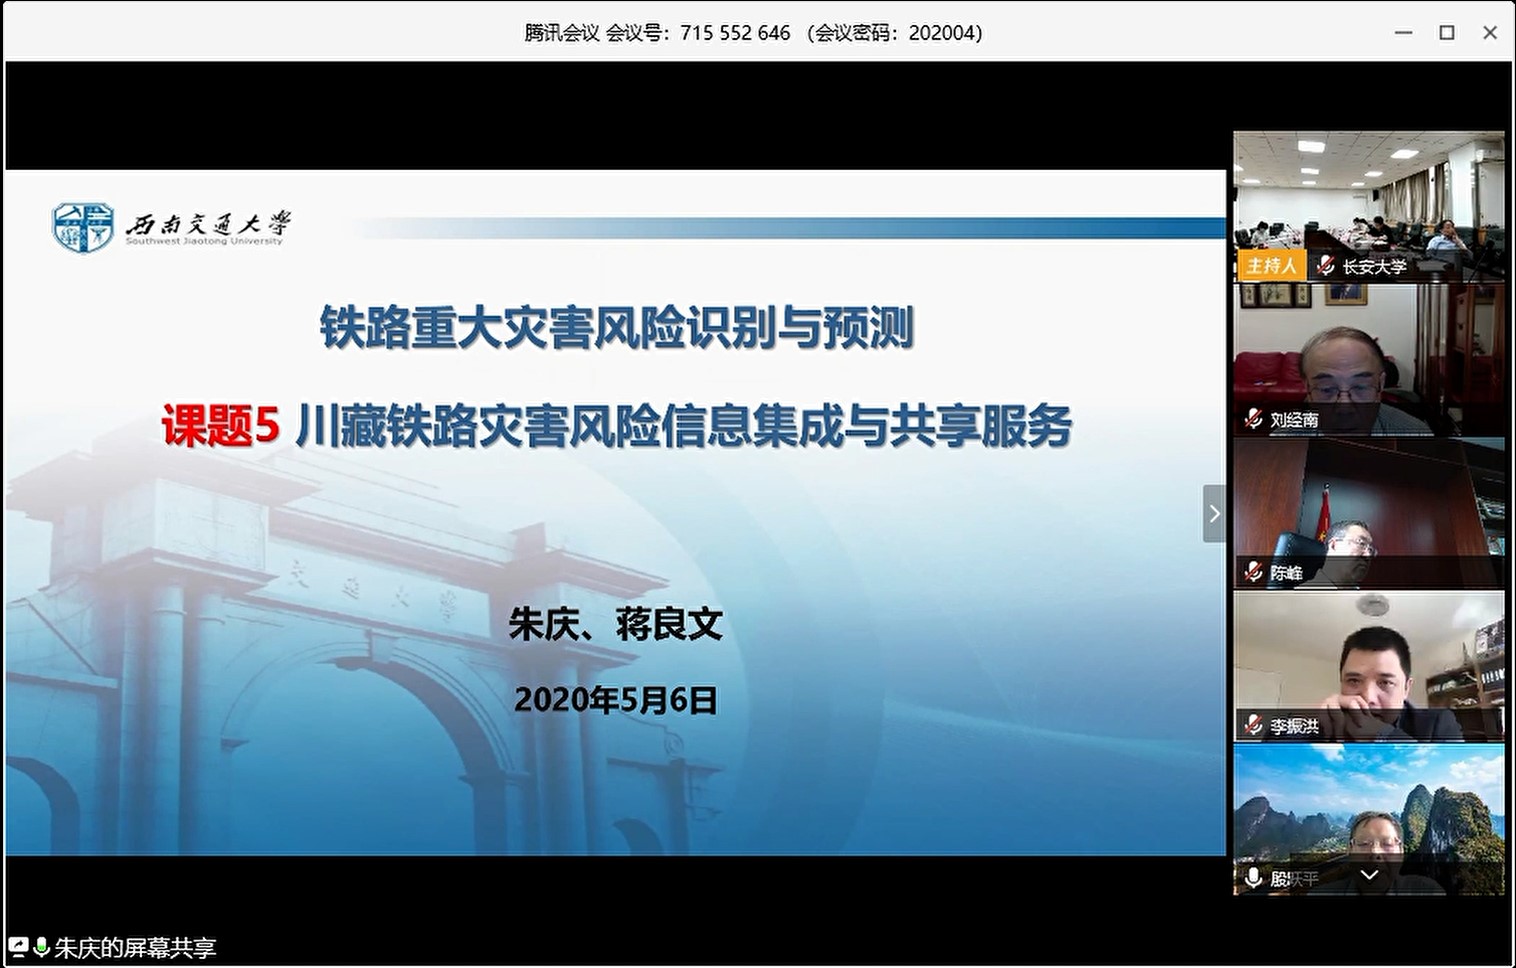 腾讯会议 会议号：715 552 646 （会议密码：202004）
西南交通大学
Southwest Jiaotong University
铁路重大灾害风险识别与预测
课题5 川藏铁路灾害风险信息集成与共享服务
交通大学
朱庆、蒋良文
2020年5月6日
主持人 长安大学
刘经南
陈峰
李振洪
殷跃平
朱庆的屏幕共享